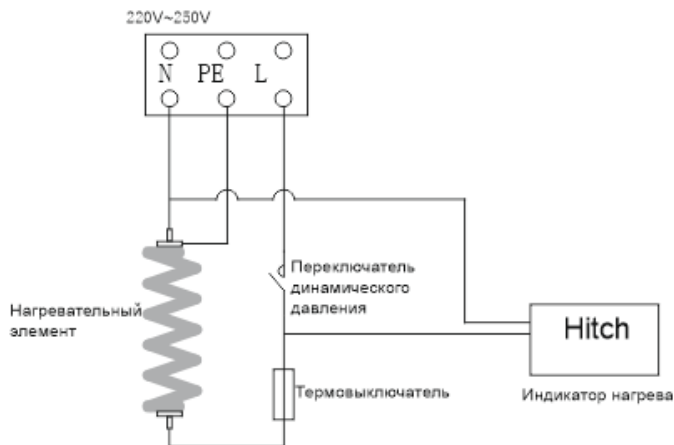 220V~250V
N PE L
Переключатель
динамического
давления
Нагревательный
элемент
Hitch
Термовыключатель
Индикатор нагрева